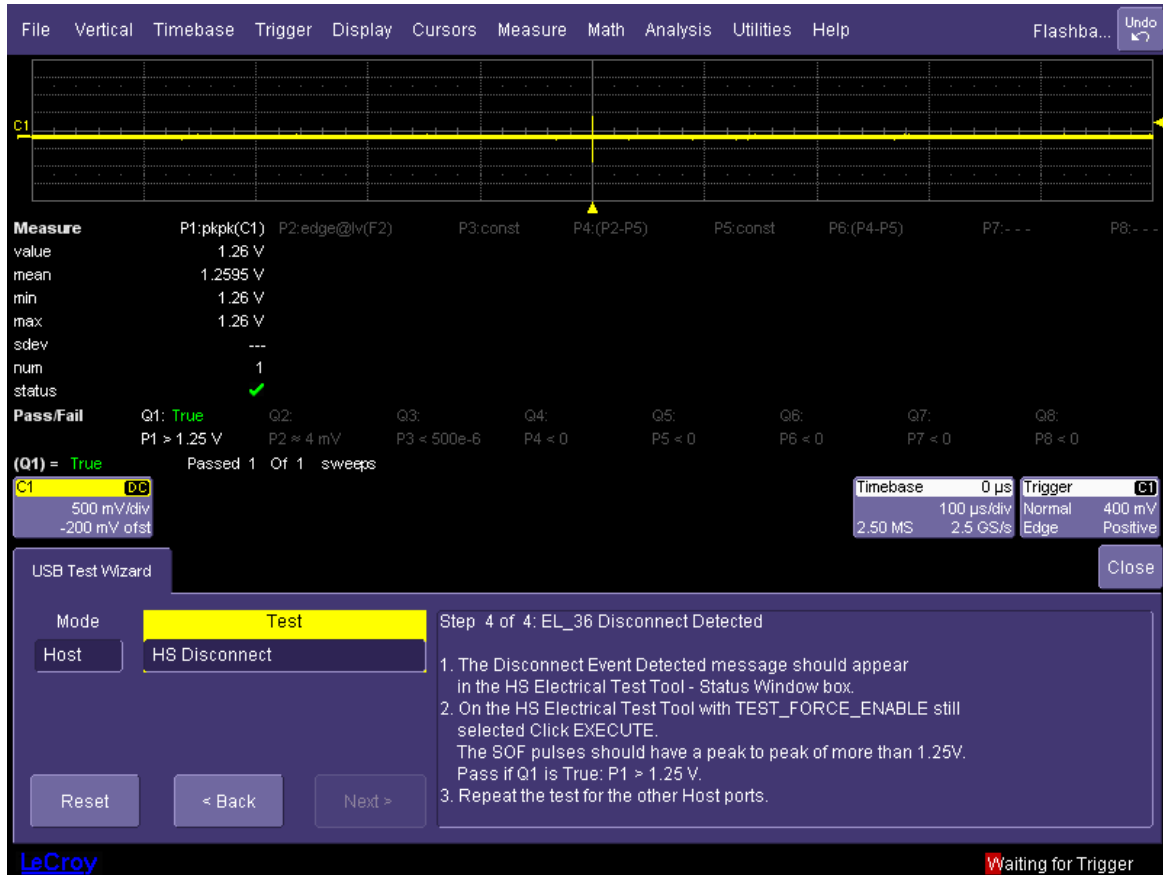 File Vertical Timebase Trigger Display Cursors Measure Math Analysis Utilities Help Flashba... Undo
C1
Measure P1:pkpk(C1) P2:edge@lv(F2) P3:const P4:(P2-P5) P5:const P6:(P4-P5) P7:- - - P8:- - -
value 1.26 V
mean 1.2595 V
min 1.26 V
max 1.26 V
sdev ---
num 1
status
Pass/Fail Q1: True Q2: Q3: Q4: Q5: Q6: Q7: Q8:
P1 > 1.25 V P2 ≈ 4 mV P3 < 500e-6 P4 < 0 P5 < 0 P6 < 0 P7 < 0 P8 < 0
(Q1) = True Passed 1 Of 1 sweeps
C1 DC Timebase 0 µs Trigger C1
500 mV/div 100 µs/div Normal 400 mV
-200 mV ofst 2.50 MS 2.5 GS/s Edge Positive
USB Test Wizard Close
Mode Test Step 4 of 4: EL_36 Disconnect Detected
Host HS Disconnect
1. The Disconnect Event Detected message should appear
in the HS Electrical Test Tool - Status Window box.
2. On the HS Electrical Test Tool with TEST_FORCE_ENABLE still
selected Click EXECUTE.
The SOF pulses should have a peak to peak of more than 1.25V.
Pass if Q1 is True: P1 > 1.25 V.
3. Repeat the test for the other Host ports.
Reset < Back Next >
LeCroy Waiting for Trigger